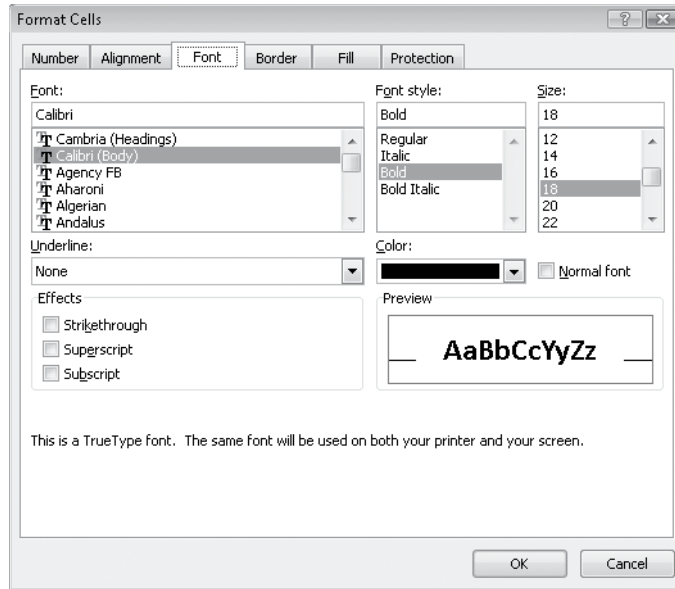 Format Cells
Number Alignment Font Border Fill Protection
Font: Font style: Size:
Calibri Bold 18
Cambria (Headings) Regular 12
Calibri (Body) Italic 14
Agency FB Bold 16
Aharoni Bold Italic 18
Algerian 20
Andalus 22
Underline: Color:
None Normal font
Effects Preview
Strikethrough
Superscript AaBbCcYyZz
Subscript
This is a TrueType font. The same font will be used on both your printer and your screen.
OK Cancel